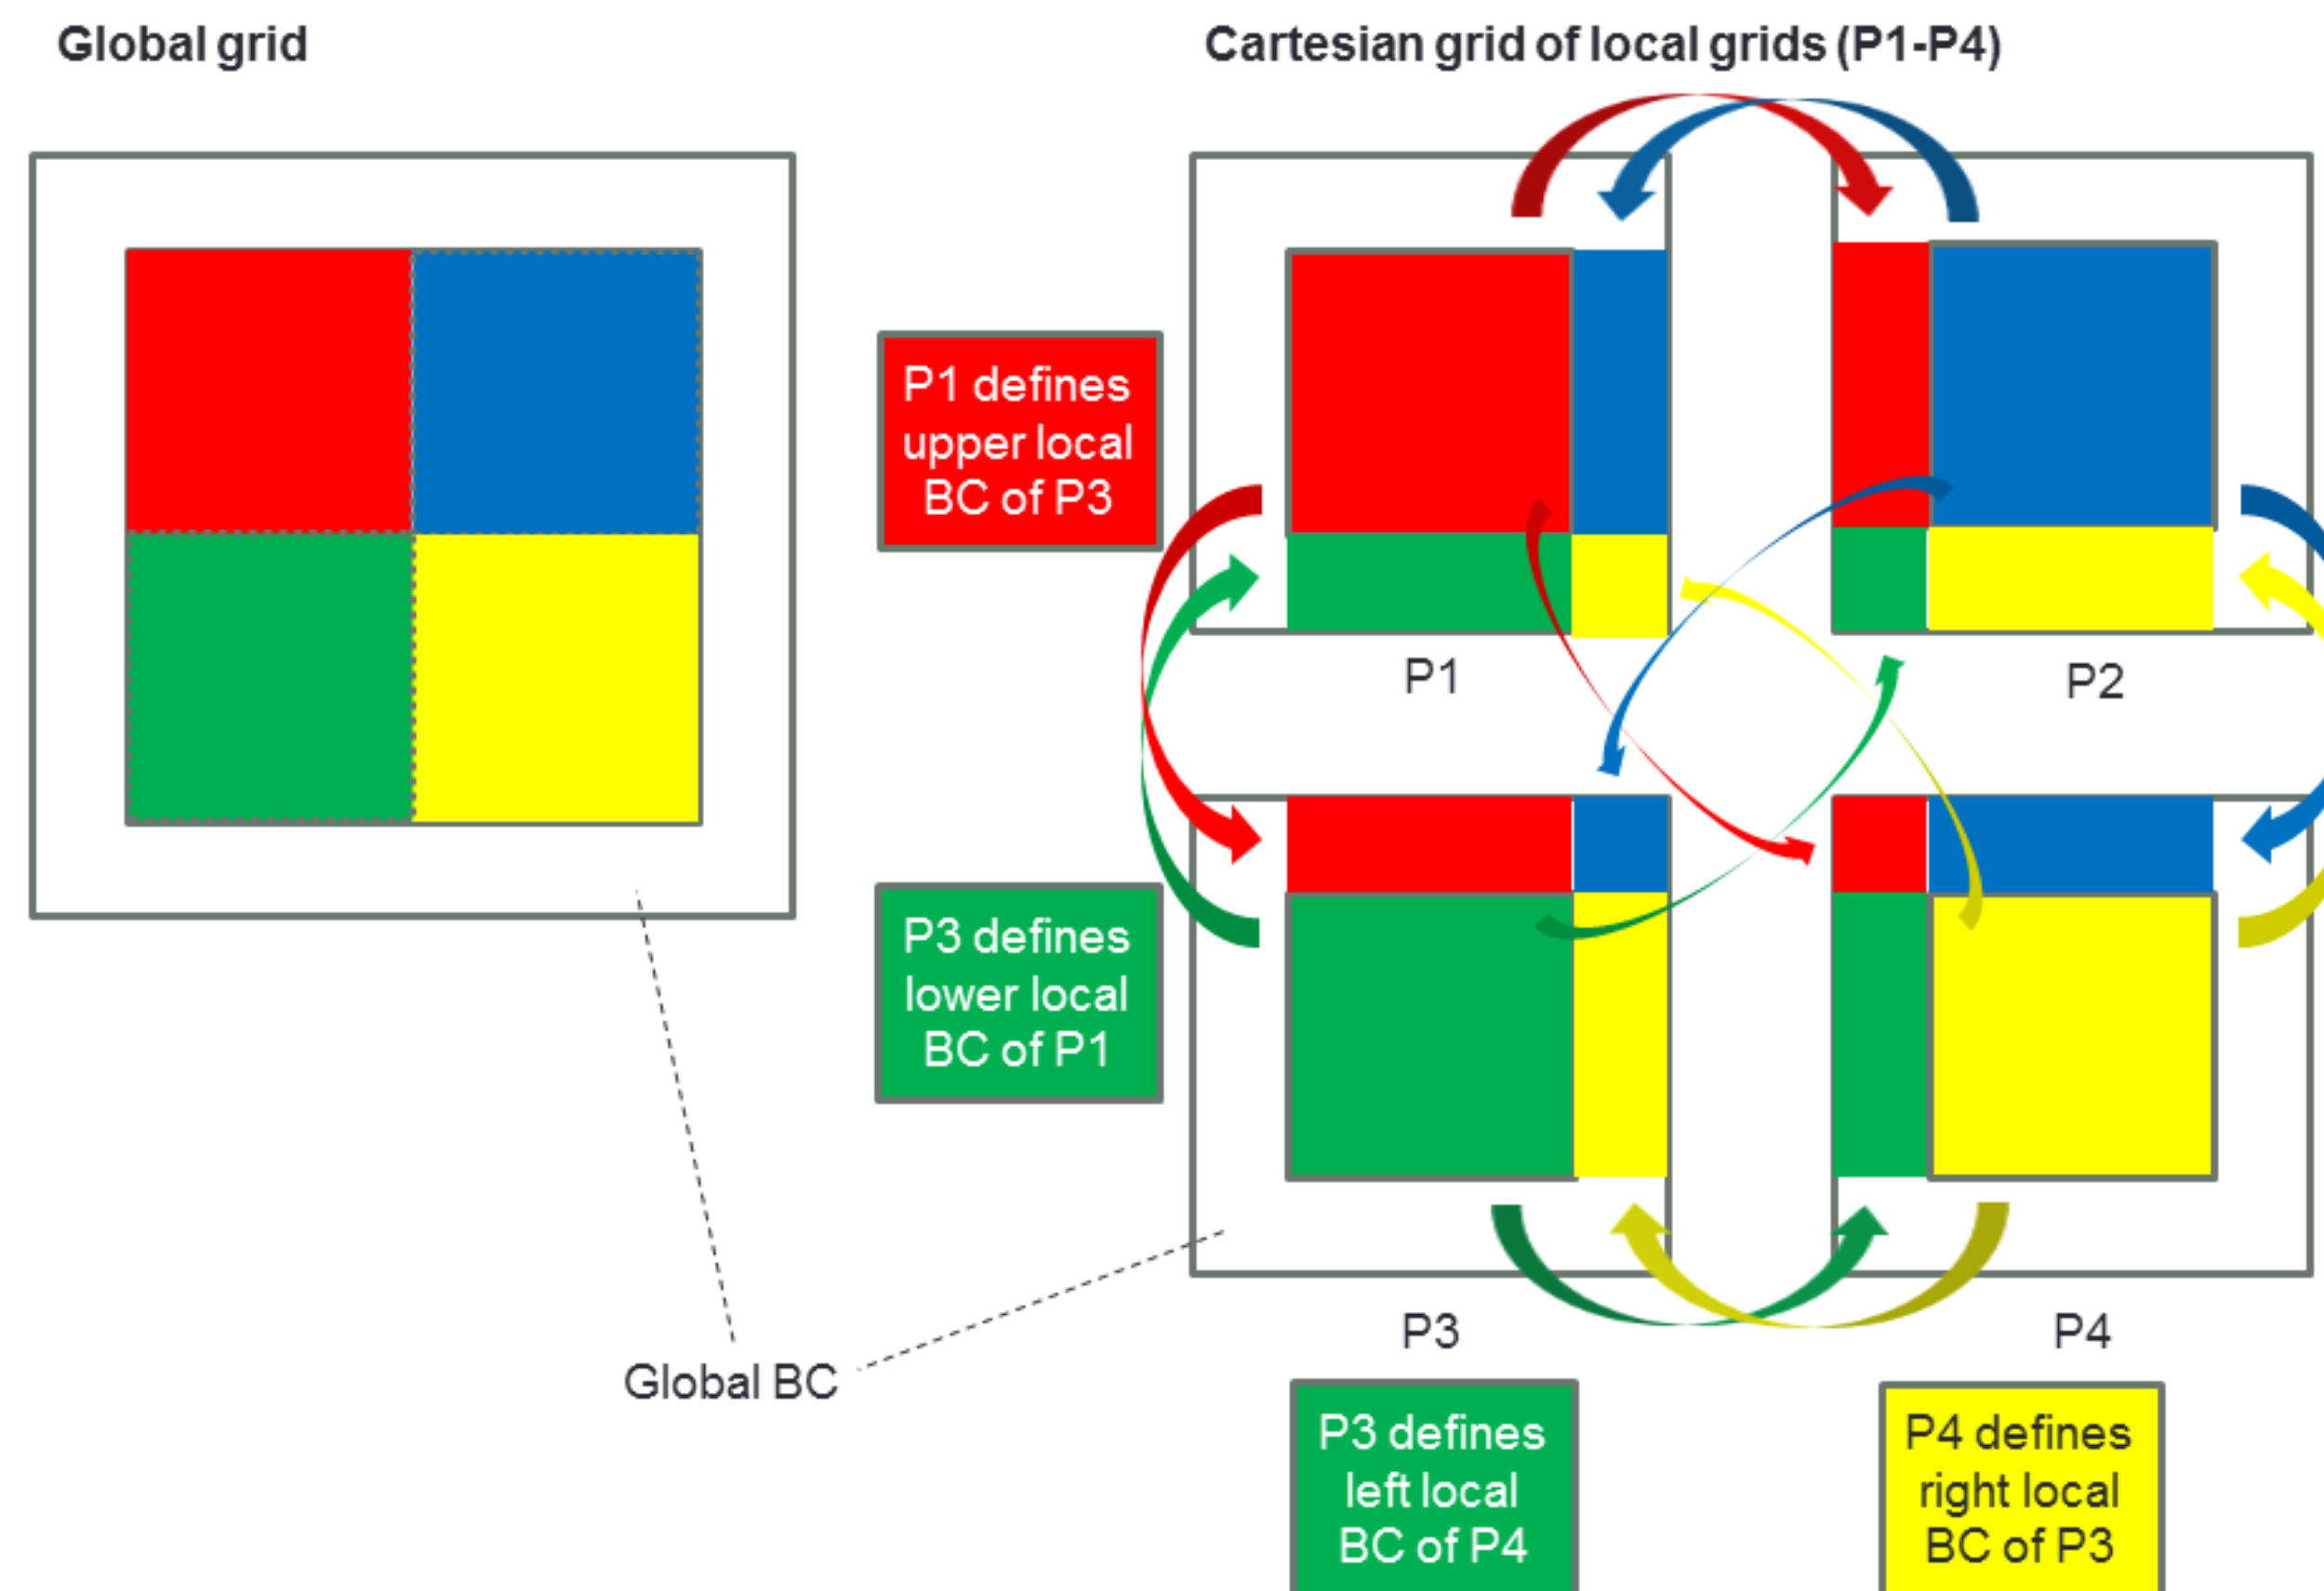 Global grid
Cartesian grid of local grids (P1-P4)
P1 defines
upper local
BC of P3
P1
P2
P3 defines
lower local
BC of P1
P3
P4
Global BC
P3 defines
left local
BC of P4
P4 defines
right local
BC of P3